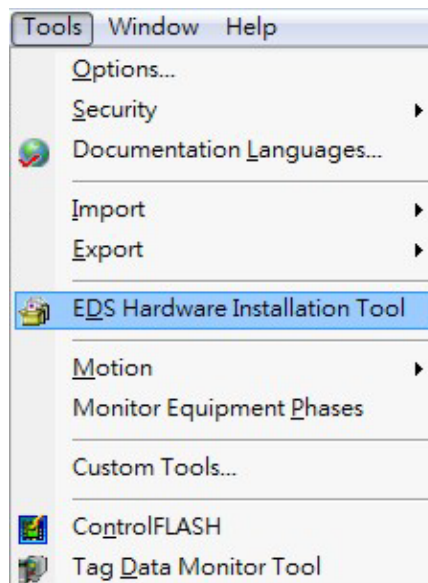 Tools Window Help
Options...
Security
Documentation Languages...
Import
Export
EDS Hardware Installation Tool
Motion
Monitor Equipment Phases
Custom Tools...
ControlFLASH
Tag Data Monitor Tool